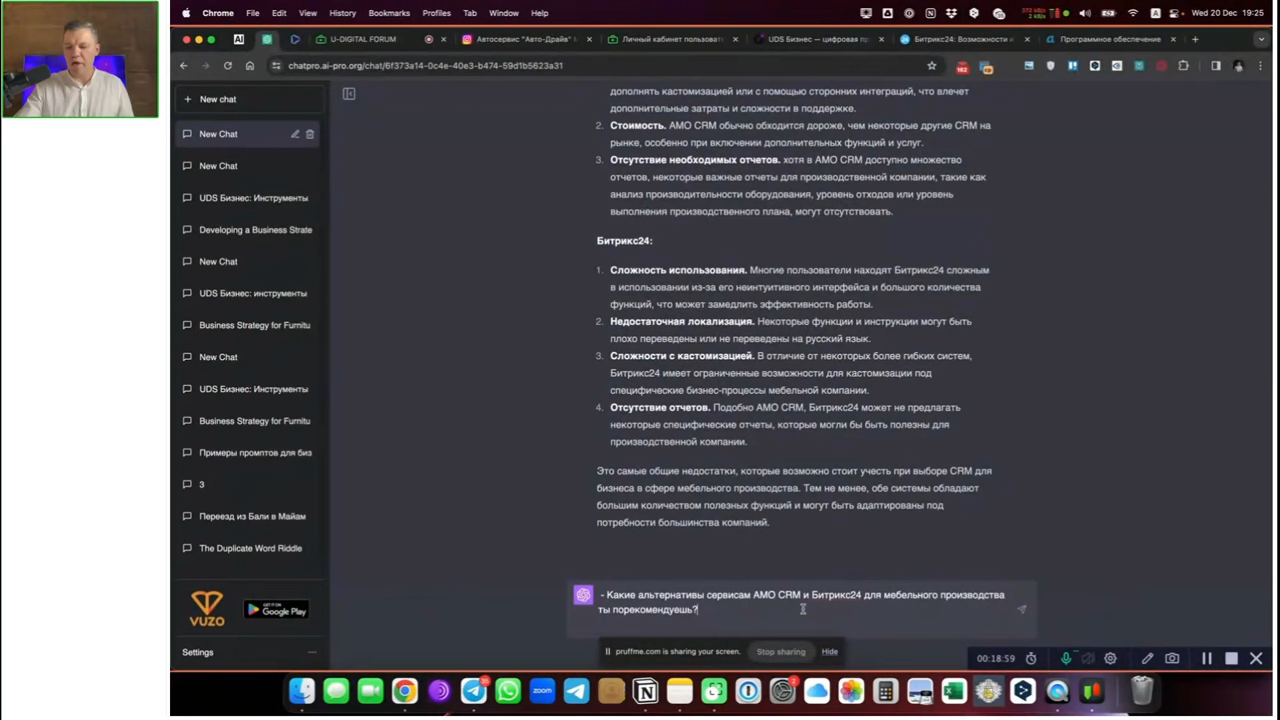 Chrome File Edit View History Bookmarks Profiles Tab Window Help
Wed 20 Dec 19:25
U-DIGITAL FORUM
Автосервис "Авто-Драйв"
Личный кабинет пользоват
UDS Бизнес — цифровая п
Битрикс24: Возможности и
Программное обеспечение
chatpro.ai-pro.org/chat/6f373a14-0c4e-40e3-b474-59d1b5623a31
New chat
New Chat
New Chat
UDS Бизнес: Инструменты
Developing a Business Strate
New Chat
UDS Бизнес: инструменты
Business Strategy for Furnitu
New Chat
UDS Бизнес: Инструменты
Business Strategy for Furnitu
Примеры промптов для биз
3
Переезд из Бали в Майам
The Duplicate Word Riddle
VUZO
GET IT ON
Google Play
Settings
дополнять кастомизацией или с помощью сторонних интеграций, что влечет
дополнительные затраты и сложности в поддержке.
2. Стоимость. АМО CRM обычно обходится дороже, чем некоторые другие CRM на
рынке, особенно при включении дополнительных функций и услуг.
3. Отсутствие необходимых отчетов. хотя в АМО CRM доступно множество
отчетов, некоторые важные отчеты для производственной компании, такие как
анализ производительности оборудования, уровень отходов или уровень
выполнения производственного плана, могут отсутствовать.
Битрикс24:
1. Сложность использования. Многие пользователи находят Битрикс24 сложным
в использовании из-за его неинтуитивного интерфейса и большого количества
функций, что может замедлить эффективность работы.
2. Недостаточная локализация. Некоторые функции и инструкции могут быть
плохо переведены или не переведены на русский язык.
3. Сложности с кастомизацией. В отличие от некоторых более гибких систем,
Битрикс24 имеет ограниченные возможности для кастомизации под
специфические бизнес-процессы мебельной компании.
4. Отсутствие отчетов. Подобно АМО CRM, Битрикс24 может не предлагать
некоторые специфические отчеты, которые могли бы быть полезны для
производственной компании.
Это самые общие недостатки, которые возможно стоит учесть при выборе CRM для
бизнеса в сфере мебельного производства. Тем не менее, обе системы обладают
большим количеством полезных функций и могут быть адаптированы под
потребности большинства компаний.
- Какие альтернативы сервисам АМО CRM и Битрикс24 для мебельного производства
ты порекомендуешь?
pruffme.com is sharing your screen. Stop sharing Hide
00:18:59
zoom